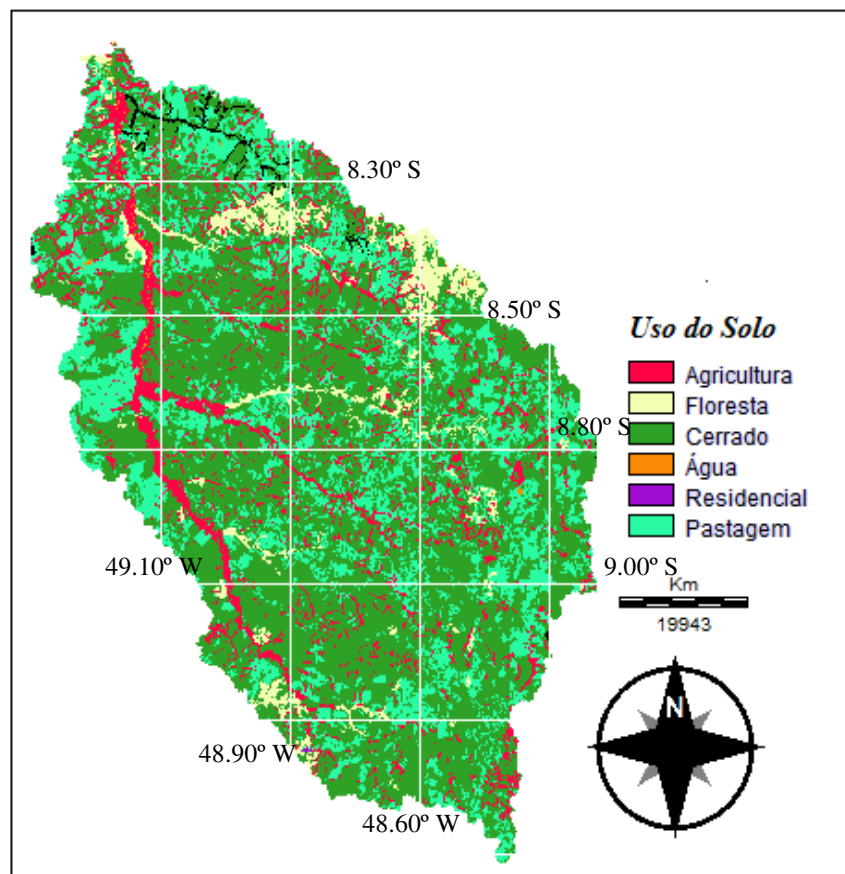 8.30º S
8.50º S
Uso do Solo
Agricultura
Floresta
Cerrado
Água
Residencial
Pastagem
8.80º S
49.10º W
9.00º S
Km
19943
N
48.90º W
48.60º W